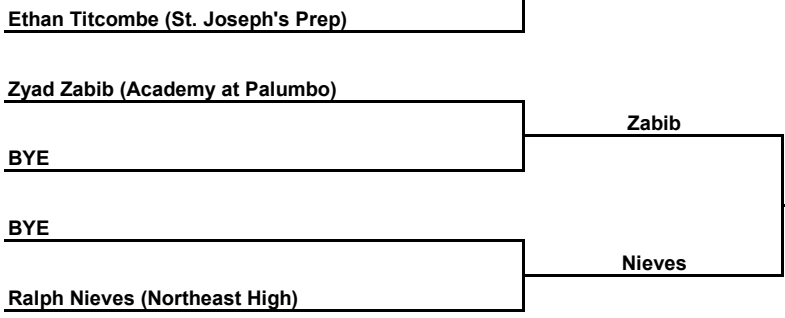 Ethan Titcombe (St. Joseph's Prep)
Zyad Zabib (Academy at Palumbo)
Zabib
BYE
BYE
Nieves
Ralph Nieves (Northeast High)